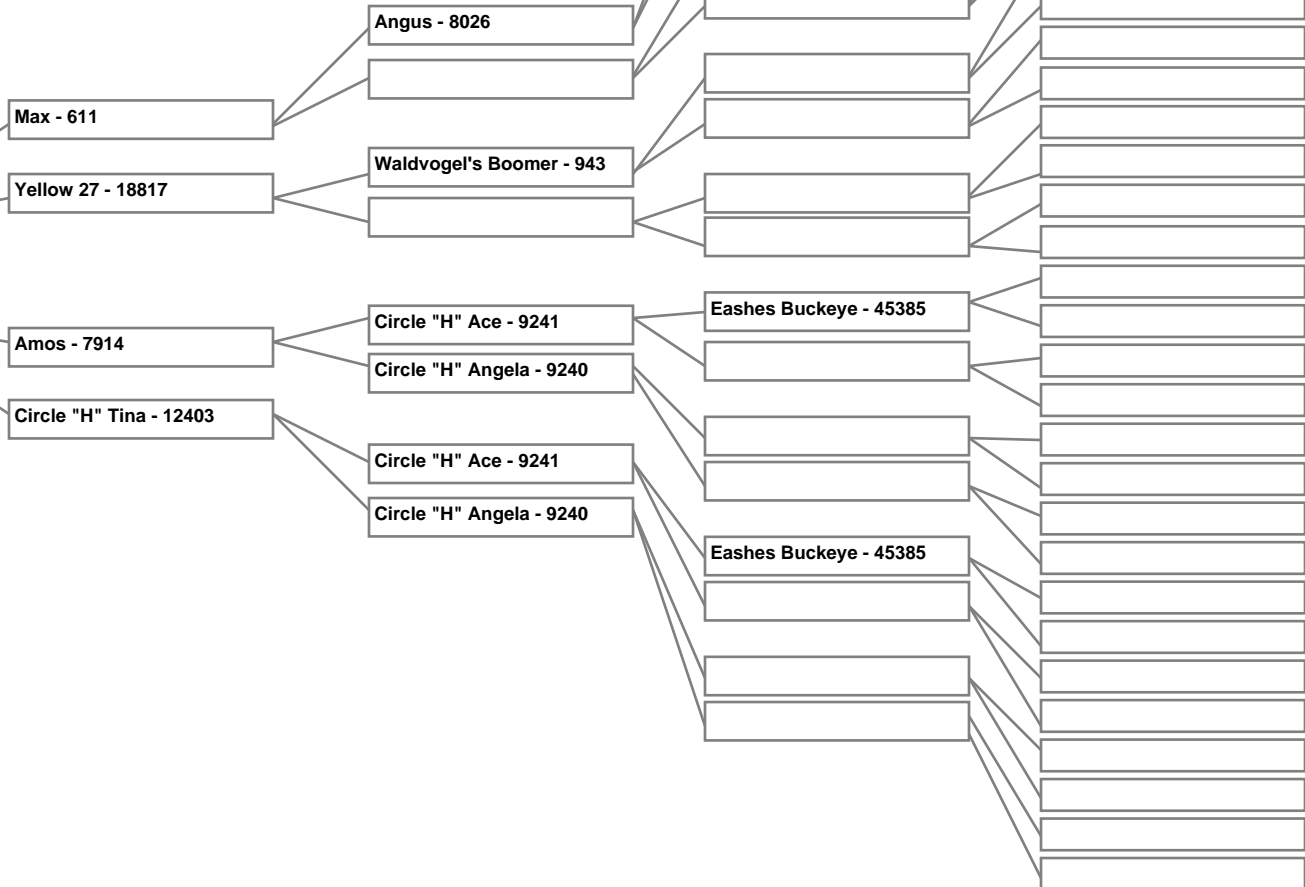 Angus - 8026
Max - 611
Waldvogel's Boomer - 943
Yellow 27 - 18817
Eashes Buckeye - 45385
Circle "H" Ace - 9241
Amos - 7914
Circle "H" Angela - 9240
Circle "H" Tina - 12403
Circle "H" Ace - 9241
Circle "H" Angela - 9240
Eashes Buckeye - 45385